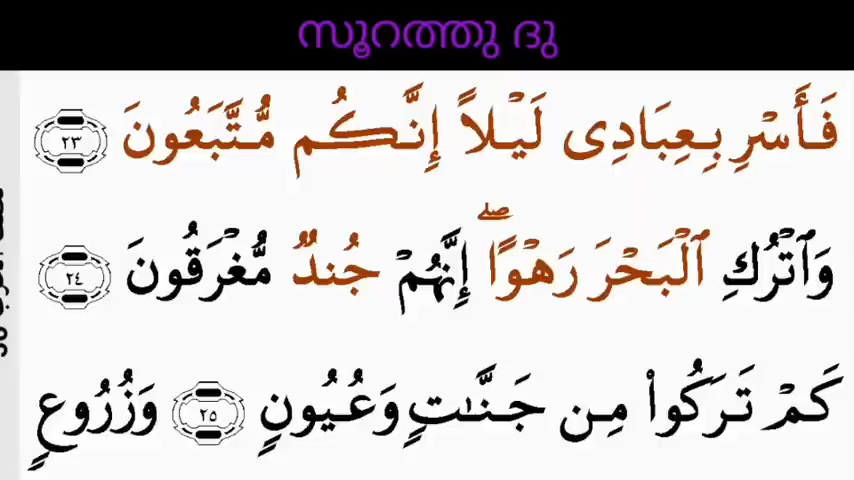 സൂറത്തു ദു
فَأَسْرِ بِعِبَادِى لَيْلًا إِنَّكُم مُّتَّبَعُونَ ٢٣
وَٱتْرُكِ ٱلْبَحْرَ رَهْوًا ۖ إِنَّهُمْ جُندٌ مُّغْرَقُونَ ٢٤
كَمْ تَرَكُوا۟ مِن جَنَّـٰتٍ وَعُيُونٍ ٢٥ وَزُرُوعٍ